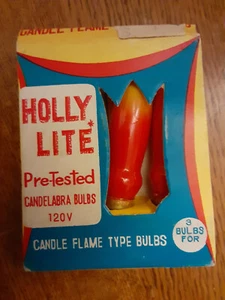 CANDLE FLAME
HOLLY
LITE
Pre-Tested
CANDELABRA BULBS
120V
3
BULBS
FOR
CANDLE FLAME TYPE BULBS